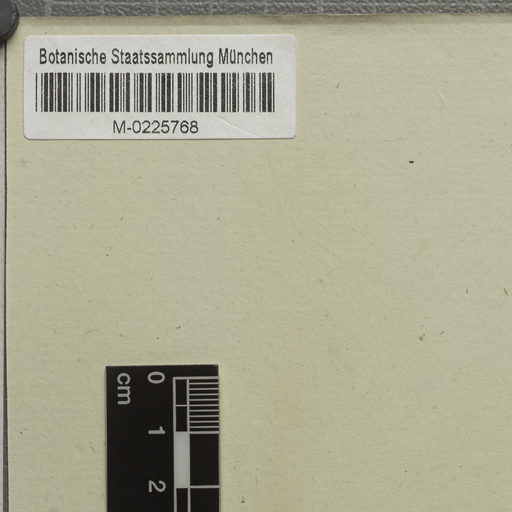 Botanische Staatssammlung München
M-0225768
cm
0
1
2